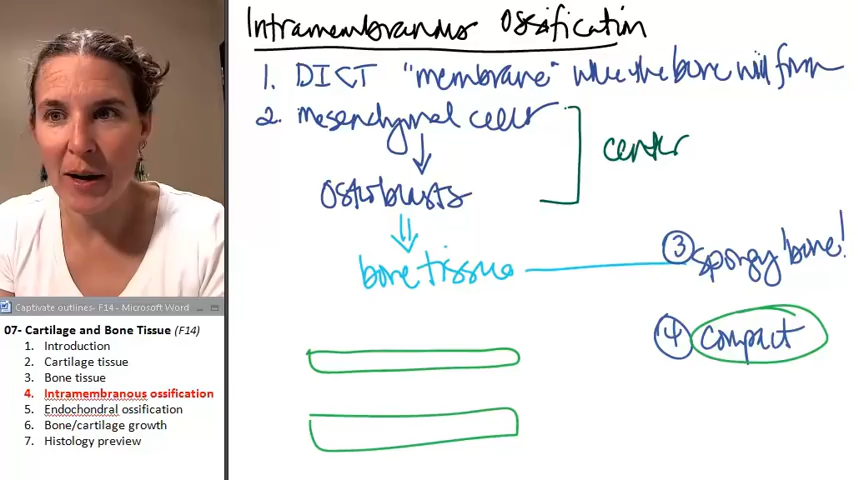 Intramembranous Ossification
1. DICT "membrane" where the bone will form
2. mesenchymal cells
center
osteoblasts
bone tissue
③ spongy bone!
④ compact
Captivate outlines- F14 - Microsoft Word
07- Cartilage and Bone Tissue (F14)
1. Introduction
2. Cartilage tissue
3. Bone tissue
4. Intramembranous ossification
5. Endochondral ossification
6. Bone/cartilage growth
7. Histology preview